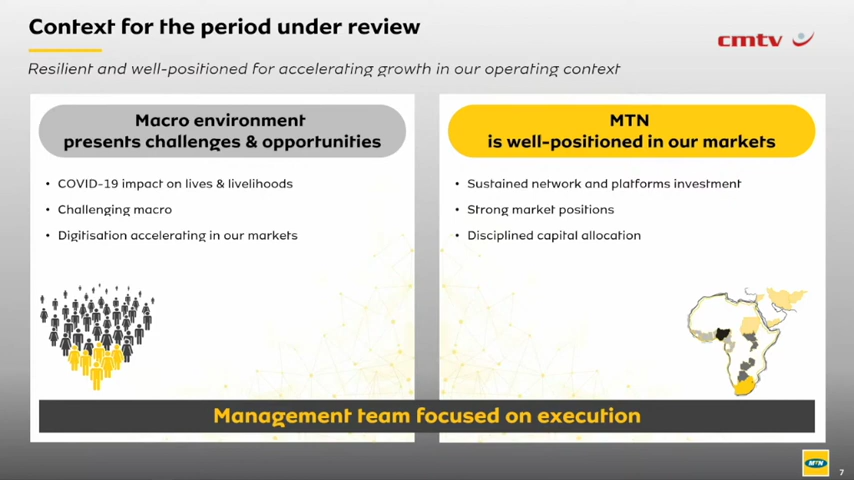 Context for the period under review
cmtv
Resilient and well-positioned for accelerating growth in our operating context
Macro environment
presents challenges & opportunities
• COVID-19 impact on lives & livelihoods
• Challenging macro
• Digitisation accelerating in our markets
MTN
is well-positioned in our markets
• Sustained network and platforms investment
• Strong market positions
• Disciplined capital allocation
Management team focused on execution
MTN
7